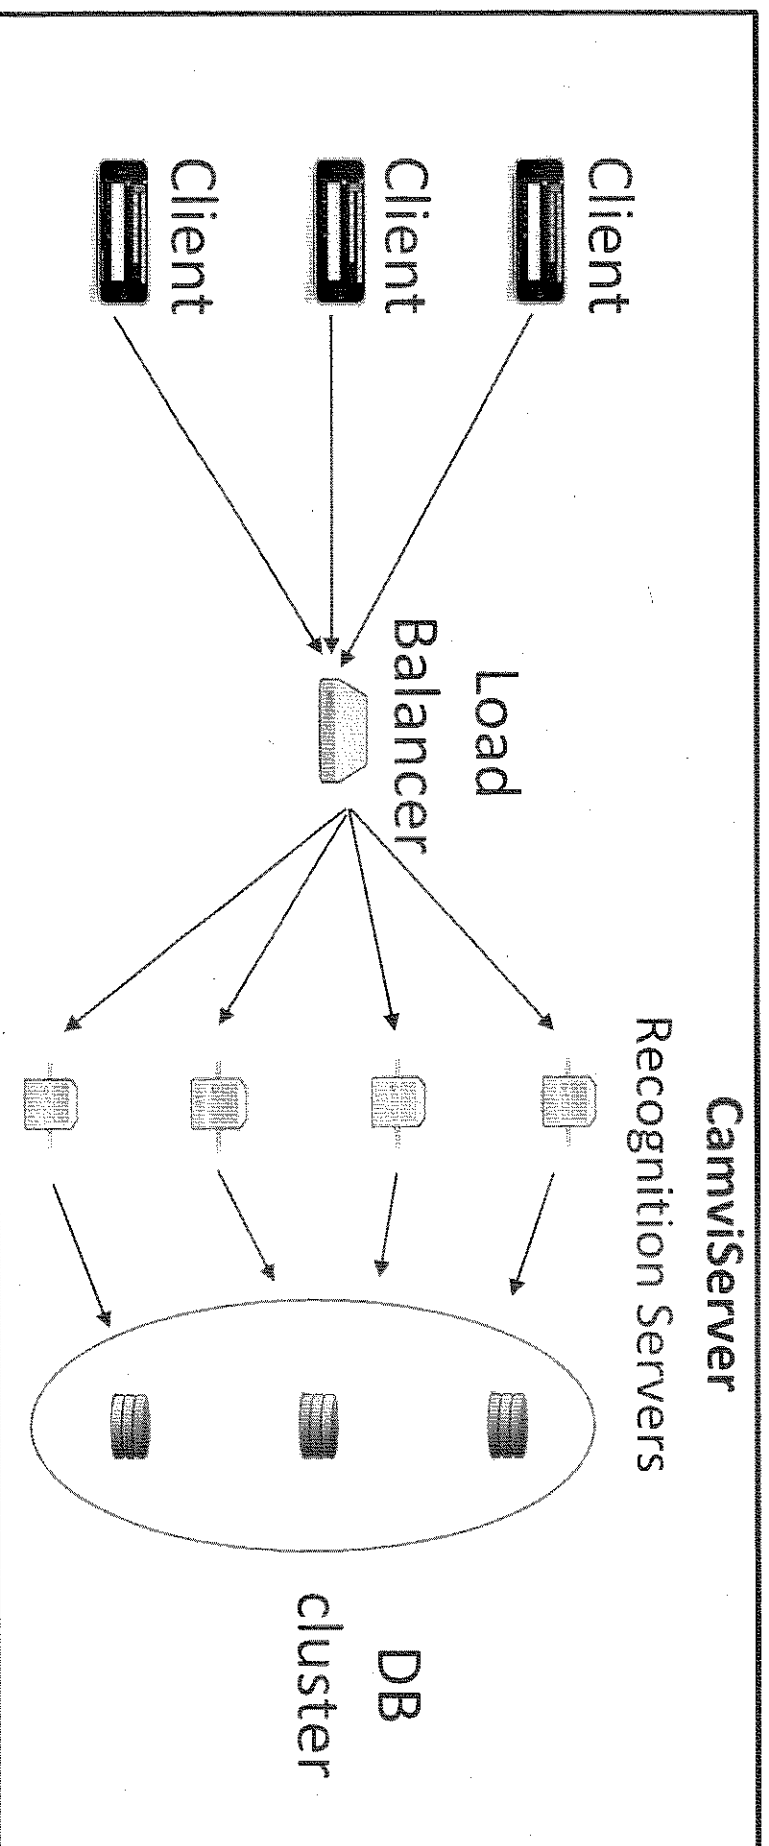 CamviServer
Recognition Servers
Client
Client
Client
Load
Balancer
DB
cluster